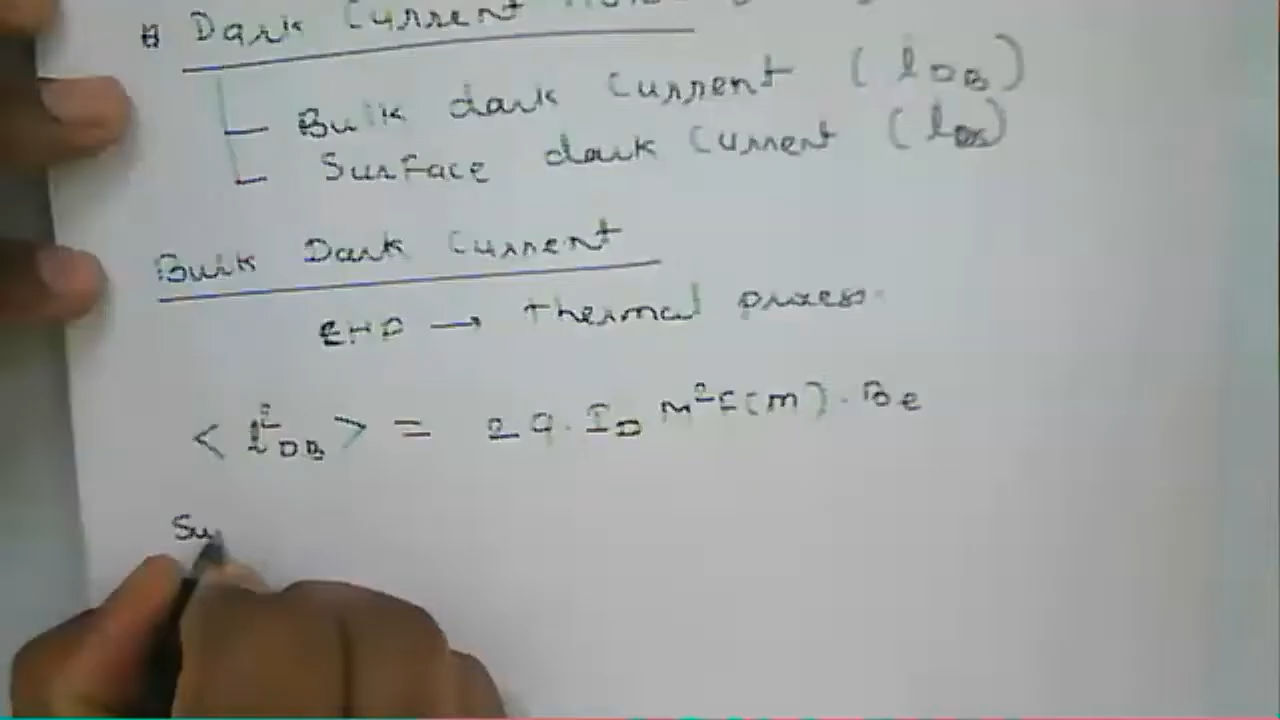 Dark Current
Bulk dark Current (iDB)
Surface dark Current (iDS)
Bulk Dark Current
EHP → thermal process.
< i²DB > = 2q. ID M²F(M). Be
Su